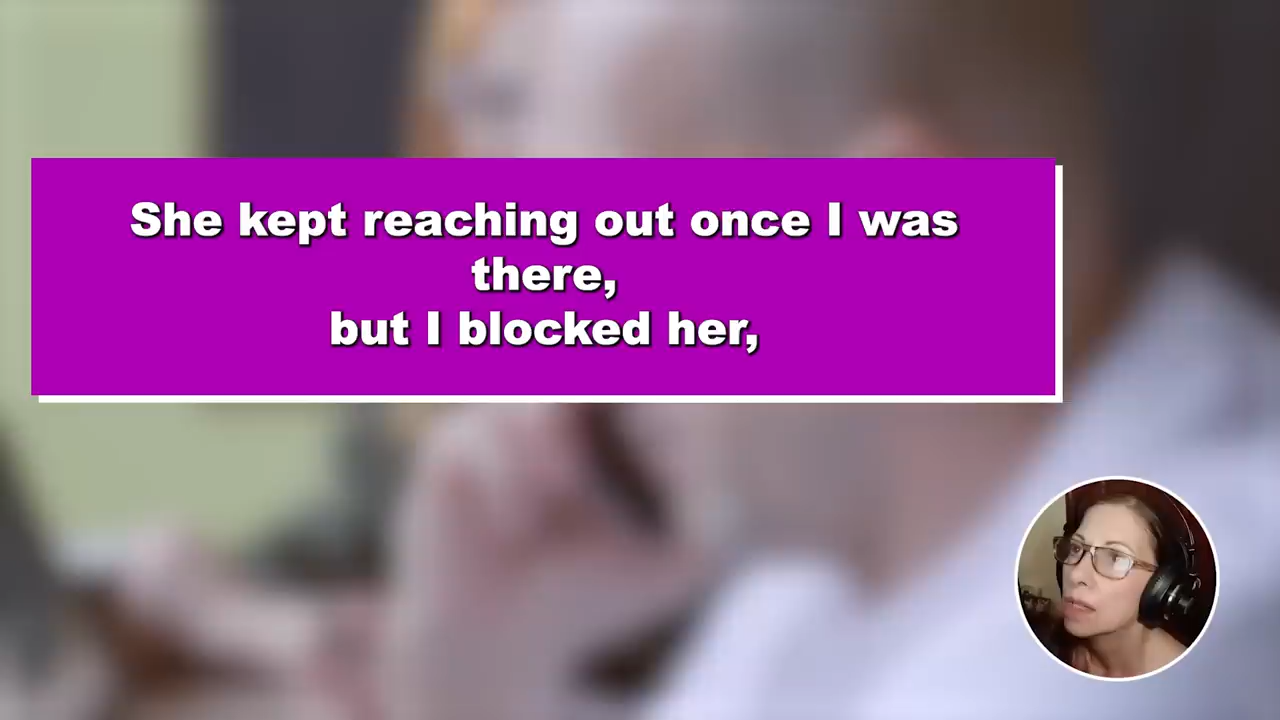 She kept reaching out once I was
there,
but I blocked her,